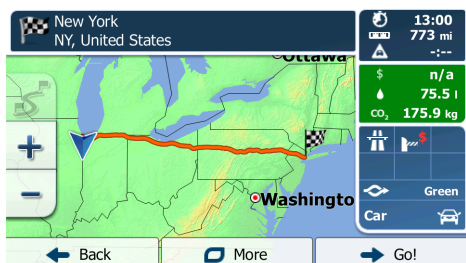 New York
NY, United States
13:00
773 mi
-:--
Ottawa
$ n/a
75.5 l
CO₂ 175.9 kg
$
Washingto
Green
Car
Back
More
Go!